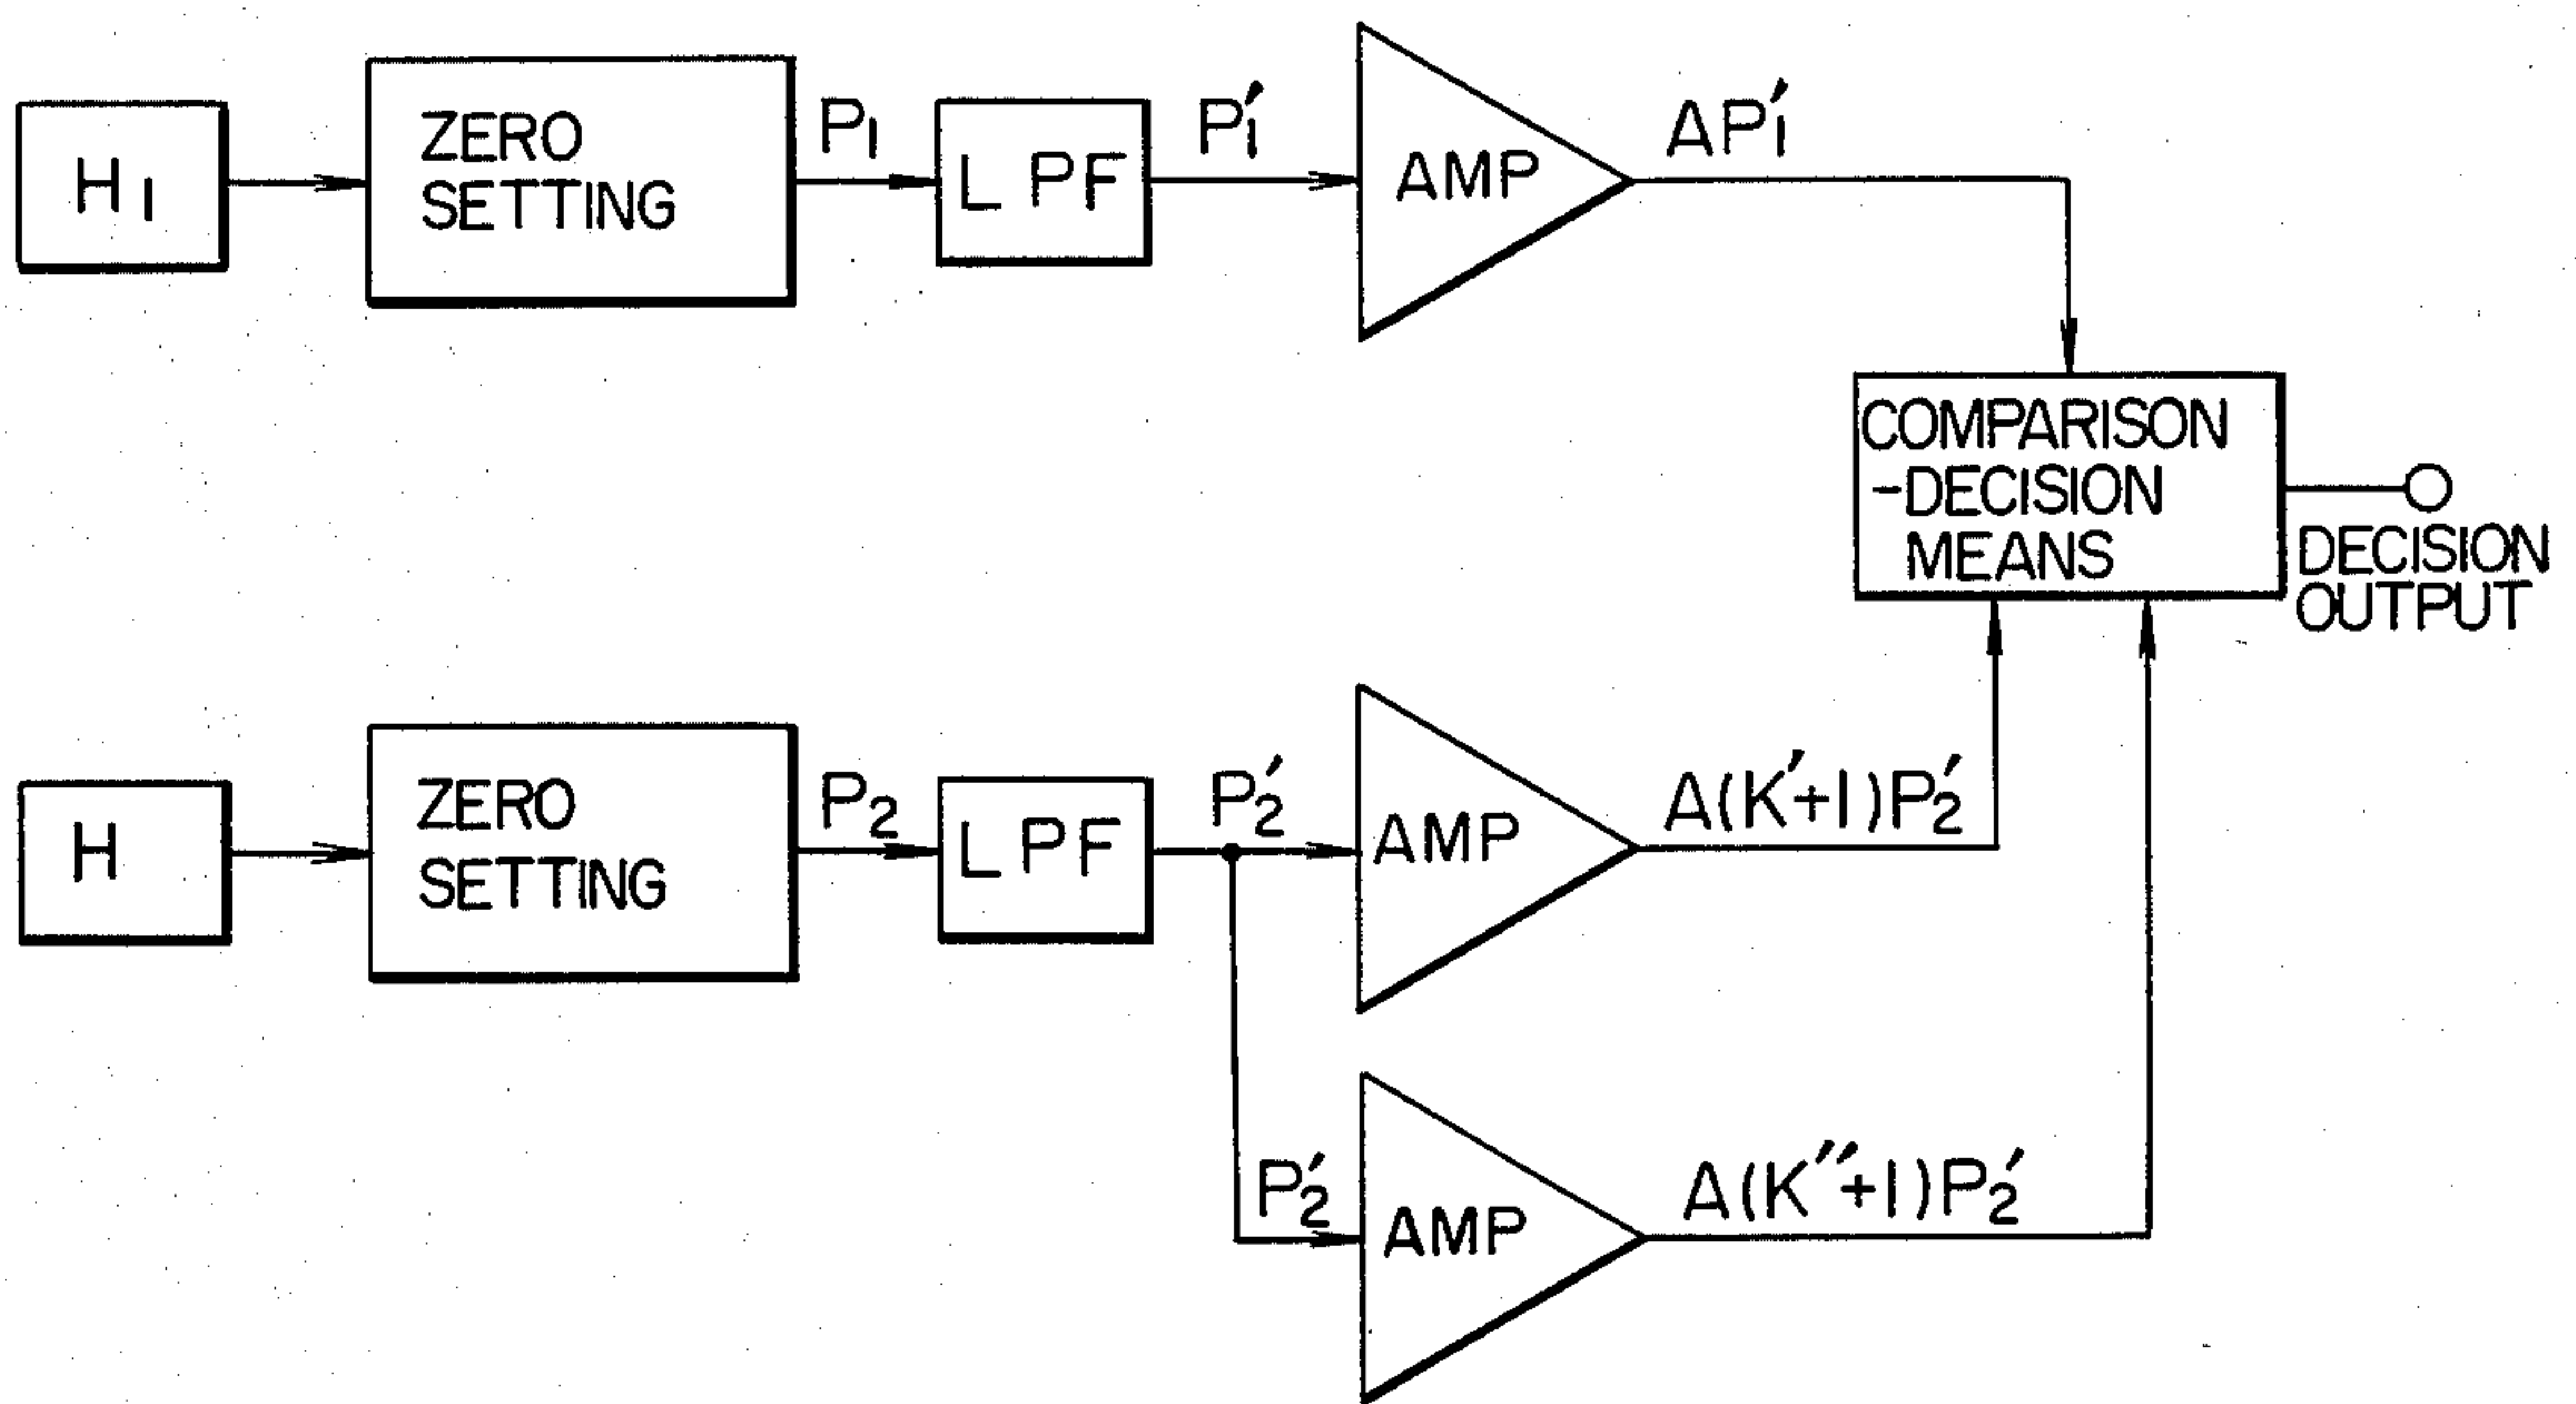 H1
ZERO
SETTING
P1
LPF
P1′
AMP
AP1′
COMPARISON
-DECISION
MEANS
DECISION
OUTPUT
H
ZERO
SETTING
P2
LPF
P2′
AMP
A(K′+1)P2′
P2′
AMP
A(K″+1)P2′